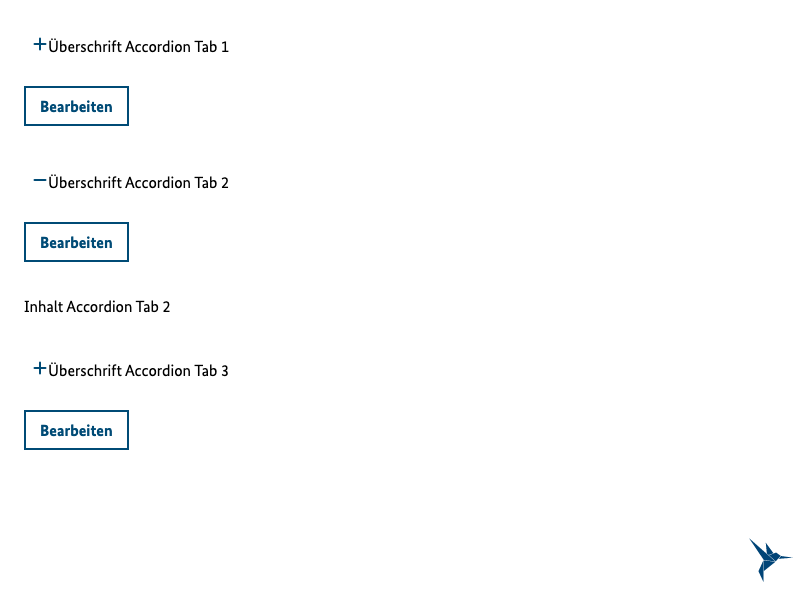 +Überschrift Accordion Tab 1
Bearbeiten
−Überschrift Accordion Tab 2
Bearbeiten
Inhalt Accordion Tab 2
+Überschrift Accordion Tab 3
Bearbeiten